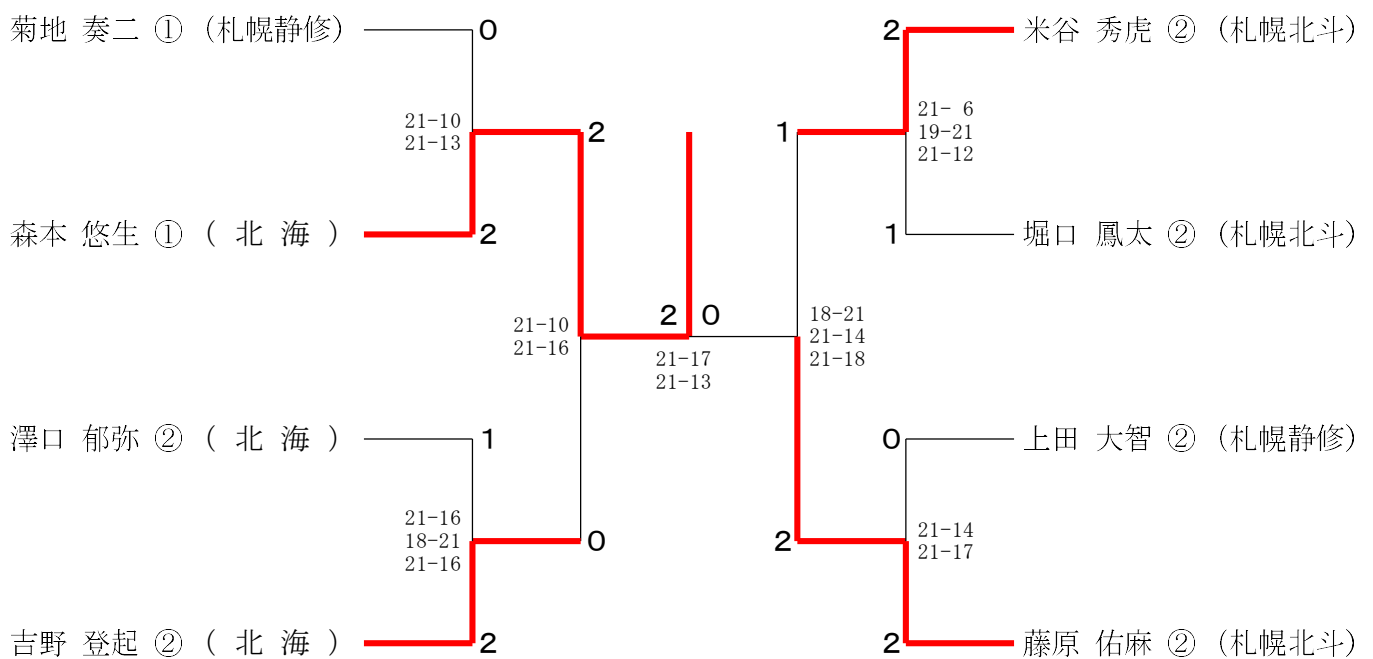 菊地 奏二 ① (札幌静修) 0
2 米谷 秀虎 ② (札幌北斗)
21-10
21-13
2
1
21- 6
19-21
21-12
森本 悠生 ① ( 北 海 ) 2
1 堀口 鳳太 ② (札幌北斗)
21-10
21-16
2 0
21-17
21-13
18-21
21-14
21-18
澤口 郁弥 ② ( 北 海 ) 1
0 上田 大智 ② (札幌静修)
21-16
18-21
21-16
0
2
21-14
21-17
吉野 登起 ② ( 北 海 ) 2
2 藤原 佑麻 ② (札幌北斗)